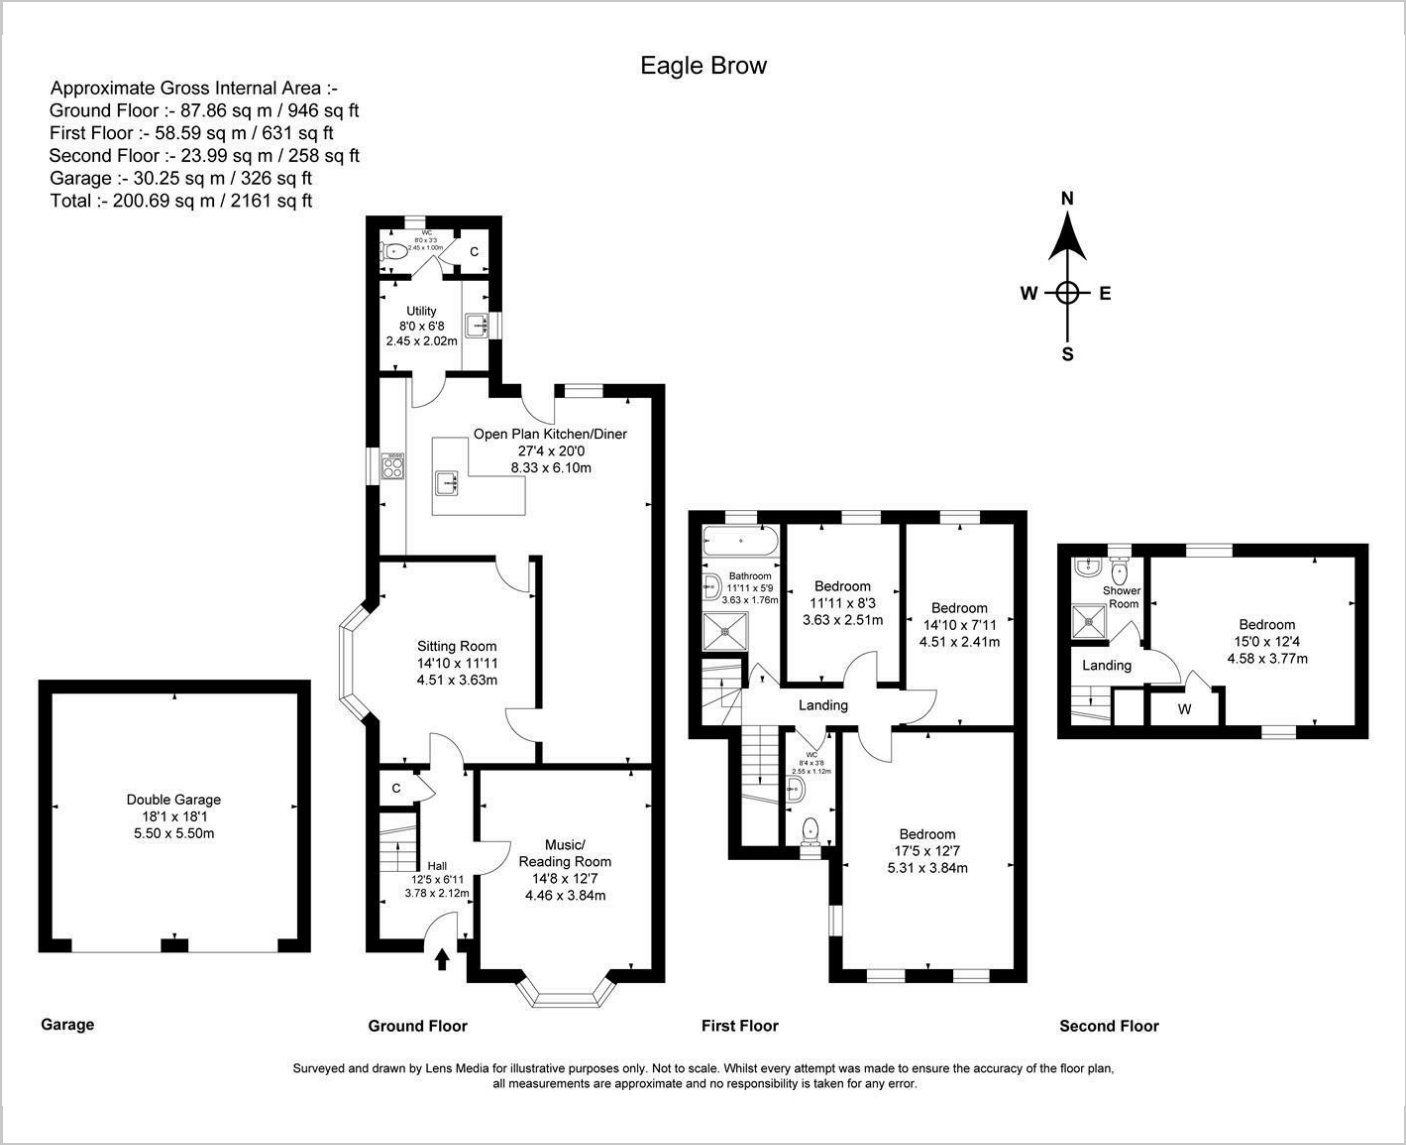 Eagle Brow
Approximate Gross Internal Area :-
Ground Floor :- 87.86 sq m / 946 sq ft
First Floor :- 58.59 sq m / 631 sq ft
Second Floor :- 23.99 sq m / 258 sq ft
Garage :- 30.25 sq m / 326 sq ft
Total :- 200.69 sq m / 2161 sq ft
N
W
E
S
WC
8'0 x 3'3
2.45 x 1.00m
C
Utility
8'0 x 6'8
2.45 x 2.02m
Open Plan Kitchen/Diner
27'4 x 20'0
8.33 x 6.10m
Sitting Room
14'10 x 11'11
4.51 x 3.63m
C
Hall
12'5 x 6'11
3.78 x 2.12m
Music/
Reading Room
14'8 x 12'7
4.46 x 3.84m
Double Garage
18'1 x 18'1
5.50 x 5.50m
Bathroom
11'11 x 5'9
3.63 x 1.76m
Bedroom
11'11 x 8'3
3.63 x 2.51m
Bedroom
14'10 x 7'11
4.51 x 2.41m
Landing
WC
8'4 x 3'8
2.55 x 1.12m
Bedroom
17'5 x 12'7
5.31 x 3.84m
Shower
Room
Landing
Bedroom
15'0 x 12'4
4.58 x 3.77m
W
Garage
Ground Floor
First Floor
Second Floor
Surveyed and drawn by Lens Media for illustrative purposes only. Not to scale. Whilst every attempt was made to ensure the accuracy of the floor plan,
all measurements are approximate and no responsibility is taken for any error.